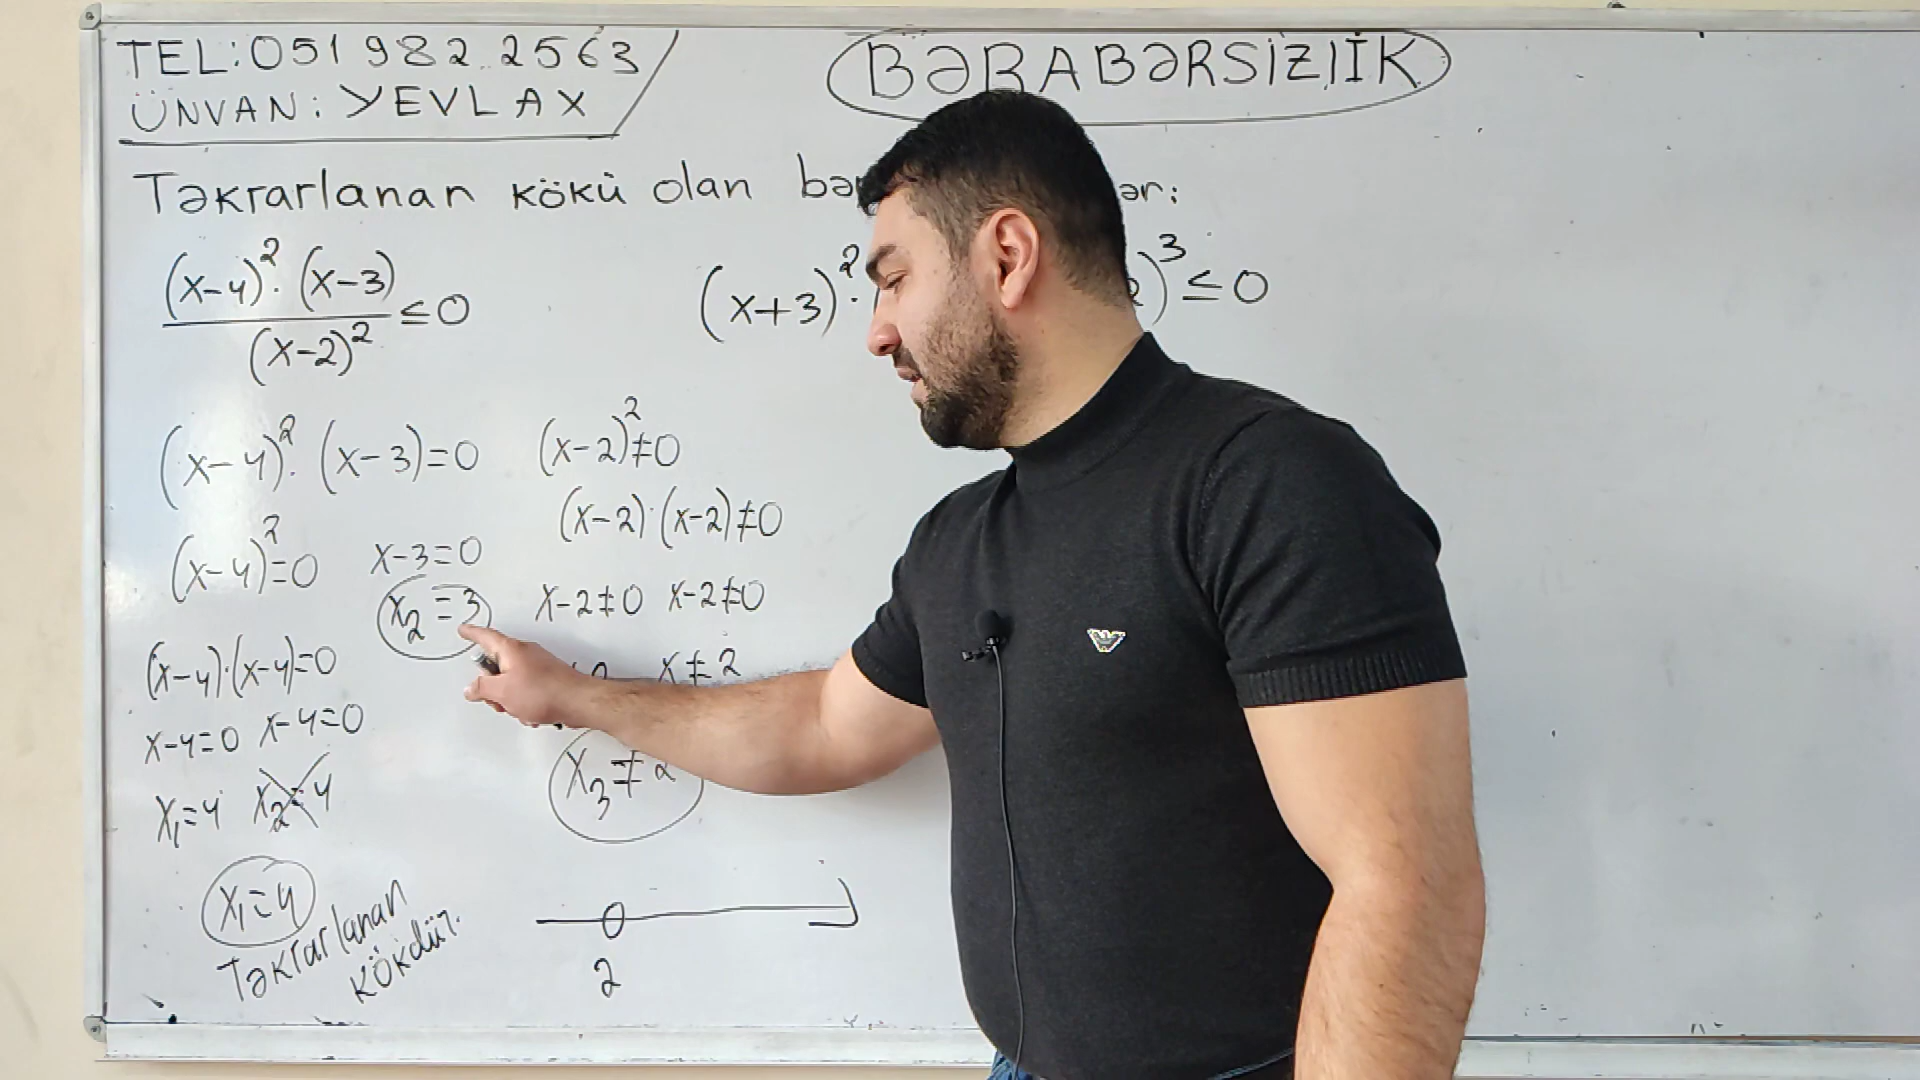 TEL: 051 982 2563
ÜNVAN: YEVLAX
BƏRABƏRSİZLİK
Təkrarlanan kökü olan
(x-4)² · (x-3)
≤ 0
(x-2)²
(x+3)² · ( )³ ≤ 0
(x-4)² · (x-3) = 0
(x-4)² = 0
x-3 = 0
x₂ = 3
(x-4) · (x-4) = 0
x-4 = 0 x-4 = 0
x₁ = 4 x₂ = 4
x₁ = 4
Təkrarlanan
kökdür.
(x-2)² ≠ 0
(x-2) · (x-2) ≠ 0
x-2 ≠ 0 x-2 ≠ 0
x ≠ 2
x₃ ≠ 2
2